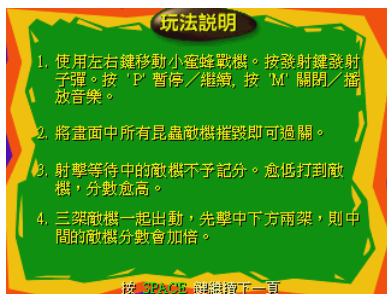 玩法説明
1. 使用左右鍵移動小蜜蜂戰機。按發射鍵發射
子彈。按 'P' 暫停／繼續, 按 'M' 關閉／播
放音樂。
2. 將畫面中所有昆蟲敵機摧毀即可過關。
3. 射擊等待中的敵機不予記分。愈低打到敵
機，分數愈高。
4. 三架敵機一起出動，先擊中下方兩架，則中
間的敵機分數會加倍。
按 SPACE 鍵繼續下一頁